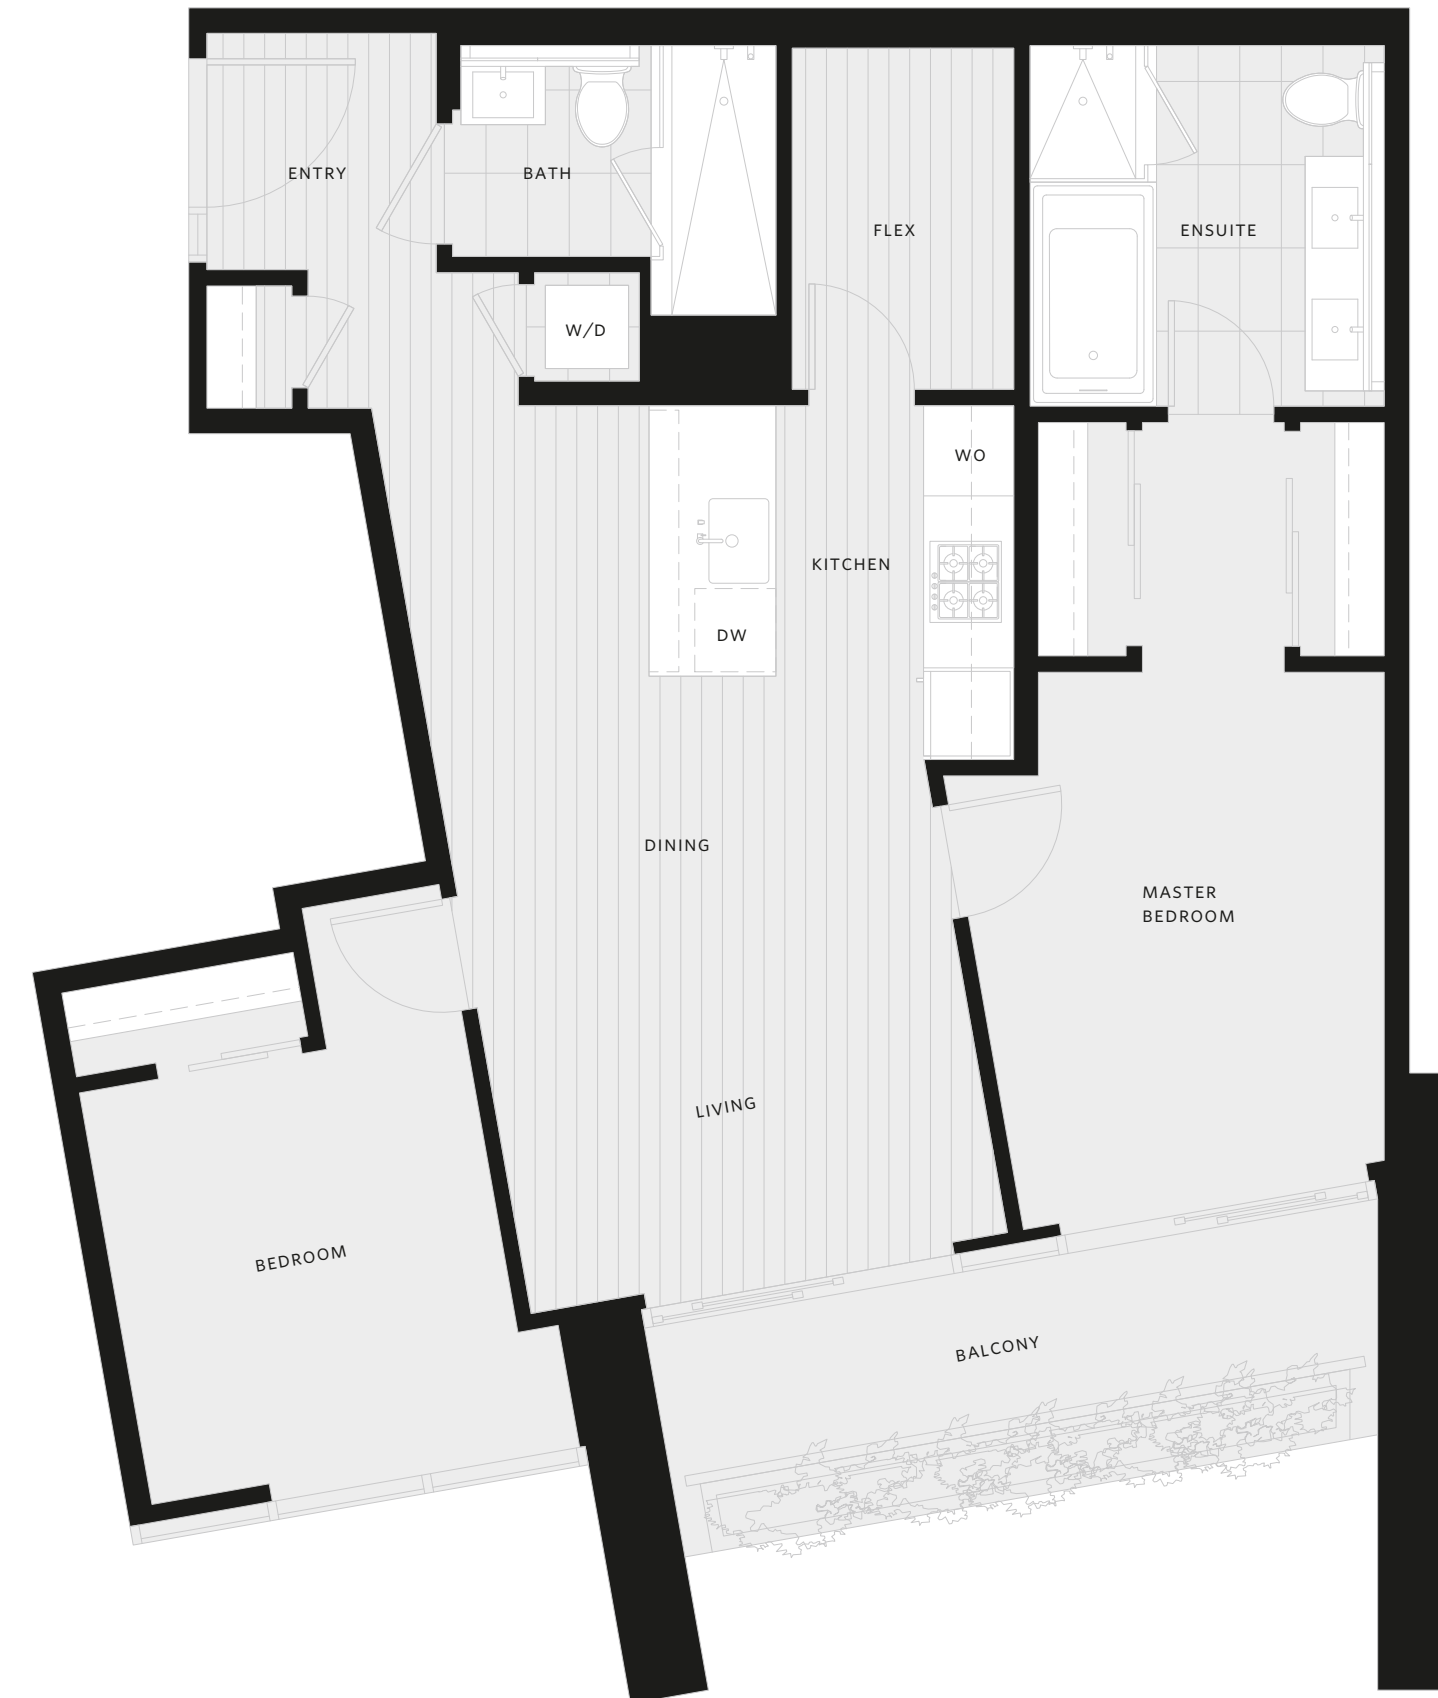 ENTRY
BATH
FLEX
ENSUITE
W/D
WO
KITCHEN
DW
DINING
MASTER
BEDROOM
LIVING
BEDROOM
BALCONY